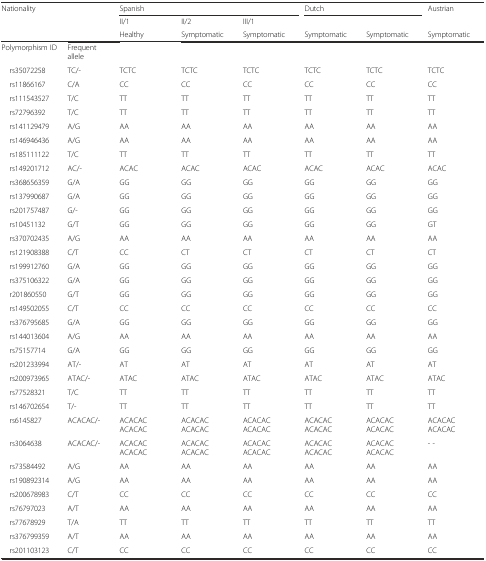 Nationality Spanish Dutch Austrian
II/1 II/2 III/1
Healthy Symptomatic Symptomatic Symptomatic Symptomatic Symptomatic
Polymorphism ID Frequent allele
rs35072258 TC/- TCTC TCTC TCTC TCTC TCTC TCTC
rs11866167 C/A CC CC CC CC CC CC
rs111543527 T/C TT TT TT TT TT TT
rs72796392 T/C TT TT TT TT TT TT
rs141129479 A/G AA AA AA AA AA AA
rs146946436 A/G AA AA AA AA AA AA
rs185111122 T/C TT TT TT TT TT TT
rs149201712 AC/- ACAC ACAC ACAC ACAC ACAC ACAC
rs368656359 G/A GG GG GG GG GG GG
rs137990687 G/A GG GG GG GG GG GG
rs201757487 G/- GG GG GG GG GG GG
rs10451132 G/T GG GG GG GG GG GT
rs370702435 A/G AA AA AA AA AA AA
rs121908388 C/T CC CT CT CT CT CT
rs199912760 G/A GG GG GG GG GG GG
rs375106322 G/A GG GG GG GG GG GG
r201860550 G/T GG GG GG GG GG GG
rs149502055 C/T CC CC CC CC CC CC
rs376795685 G/A GG GG GG GG GG GG
rs144013604 A/G AA AA AA AA AA AA
rs75157714 G/A GG GG GG GG GG GG
rs201233994 AT/- AT AT AT AT AT AT
rs200973965 ATAC/- ATAC ATAC ATAC ATAC ATAC ATAC
rs77528321 T/C TT TT TT TT TT TT
rs146702654 T/- TT TT TT TT TT TT
rs6145827 ACACAC/- ACACAC ACACAC ACACAC ACACAC ACACAC ACACAC
ACACAC ACACAC ACACAC ACACAC ACACAC ACACAC
rs3064638 ACACAC/- ACACAC ACACAC ACACAC ACACAC ACACAC - -
ACACAC ACACAC ACACAC ACACAC ACACAC
rs73584492 A/G AA AA AA AA AA AA
rs190892314 A/G AA AA AA AA AA AA
rs200678983 C/T CC CC CC CC CC CC
rs76797023 A/T AA AA AA AA AA AA
rs77678929 T/A TT TT TT TT TT TT
rs376799359 A/T AA AA AA AA AA AA
rs201103123 C/T CC CC CC CC CC CC